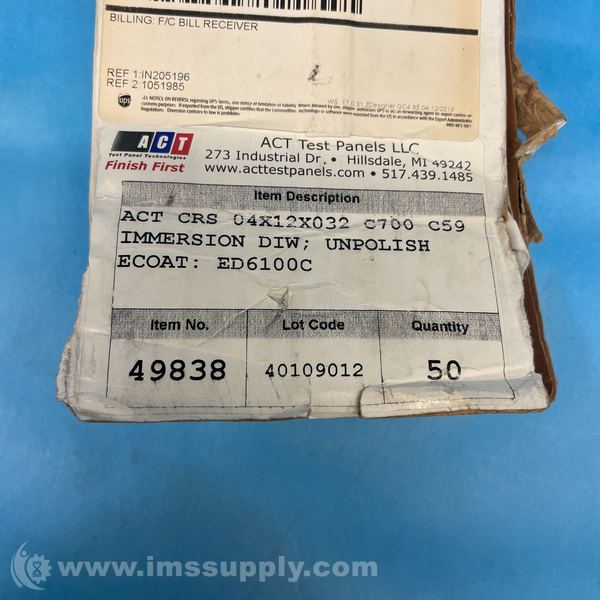 BILLING: F/C BILL RECEIVER
REF 1:IN205196
REF 2:1051985
ups
ACT
Test Panel Technologies
Finish First
ACT Test Panels LLC
273 Industrial Dr. • Hillsdale, MI 49242
www.acttestpanels.com • 517.439.1485
Item Description
ACT CRS 04X12X032 C700 C59
IMMERSION DIW; UNPOLISH
ECOAT: ED6100C
Item No. Lot Code Quantity
49838 40109012 50
www.imssupply.com